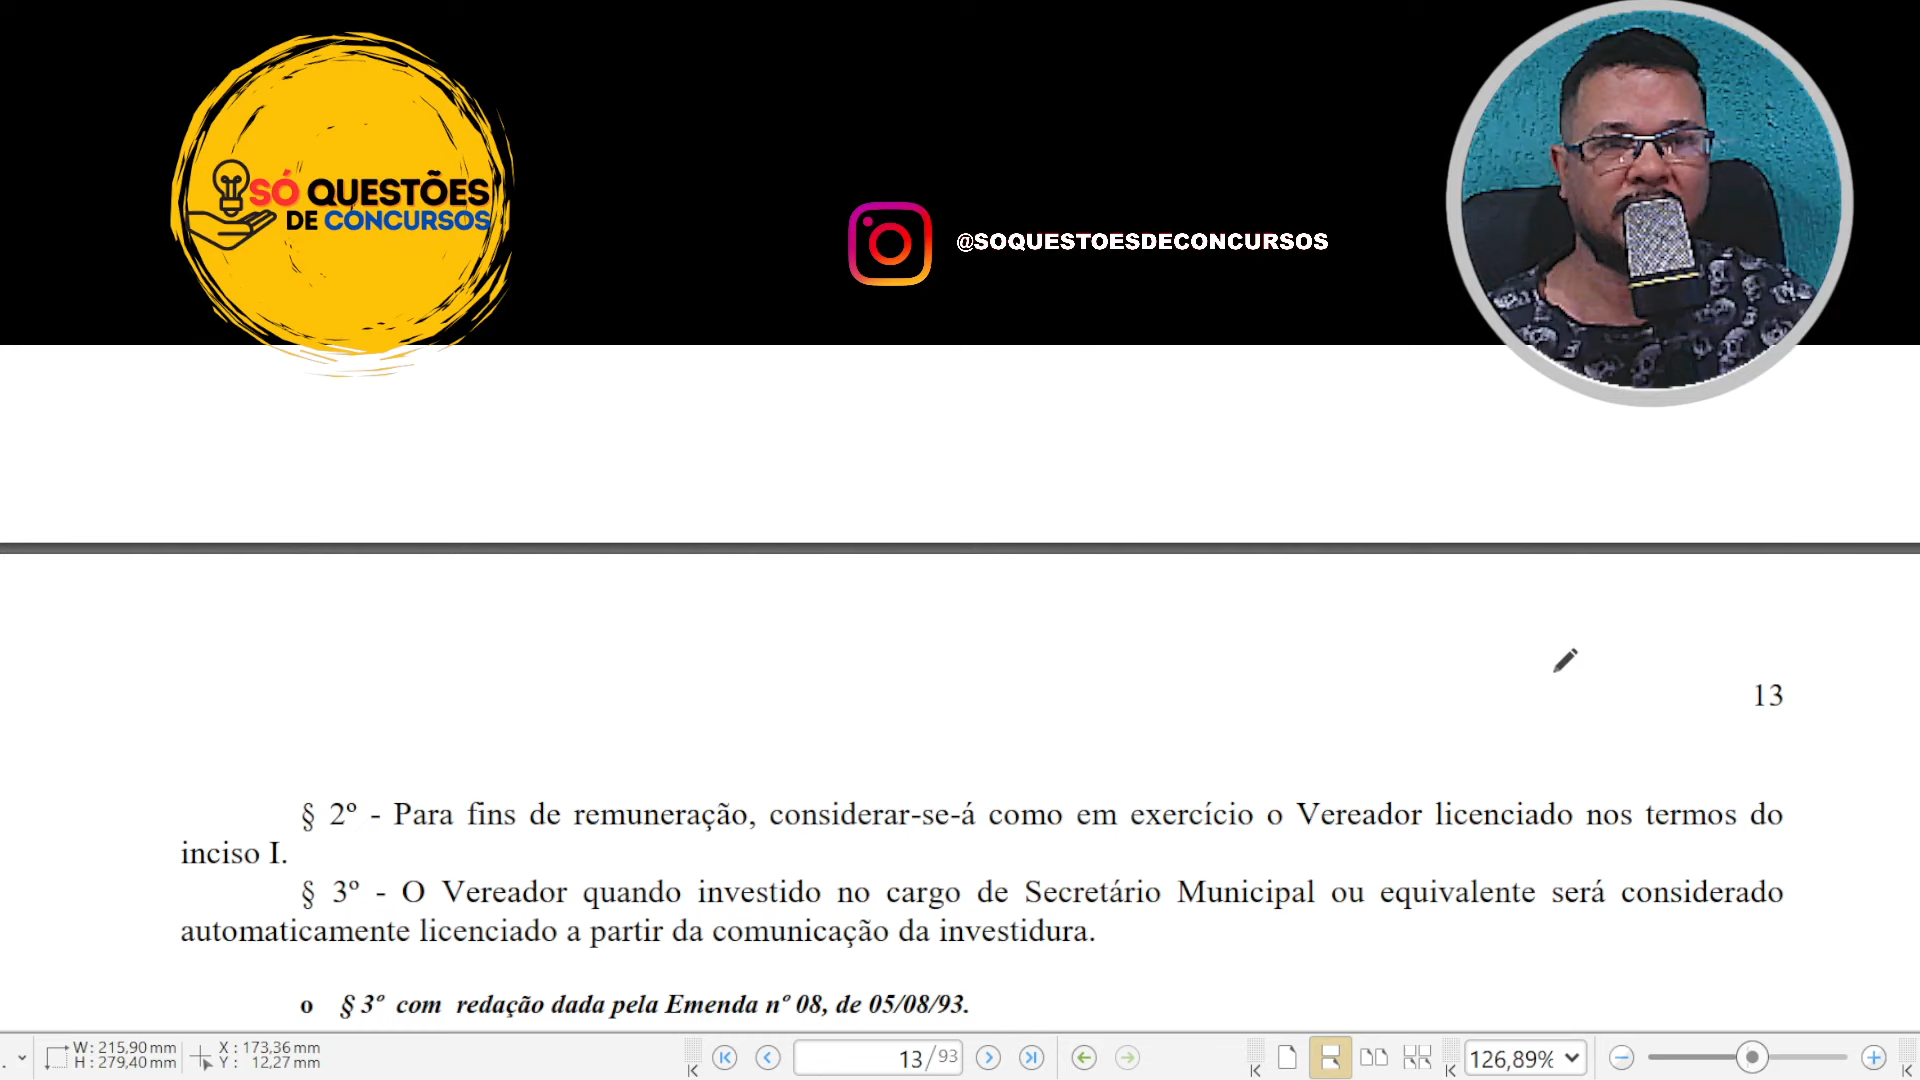 SÓ QUESTÕES
DE CONCURSOS
@SOQUESTOESDECONCURSOS
13
§ 2º - Para fins de remuneração, considerar-se-á como em exercício o Vereador licenciado nos termos do
inciso I.
§ 3º - O Vereador quando investido no cargo de Secretário Municipal ou equivalente será considerado
automaticamente licenciado a partir da comunicação da investidura.
o § 3º com redação dada pela Emenda nº 08, de 05/08/93.
W: 215,90 mm
H: 279,40 mm
X: 173,36 mm
Y: 12,27 mm
13 / 93
126,89%